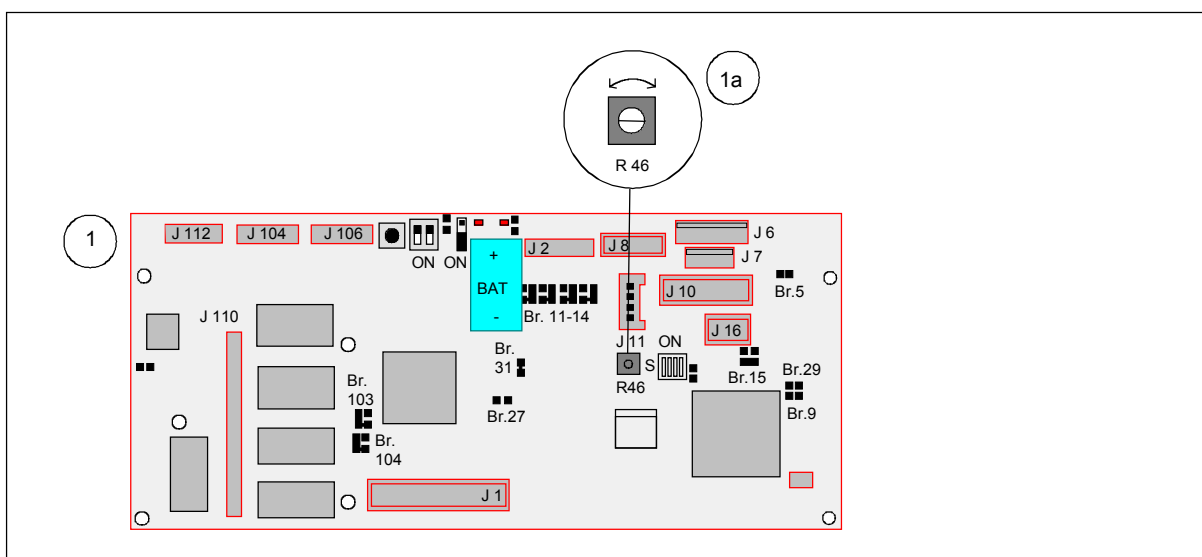 1a
R 46
1
J 112
J 104
J 106
ON
ON
+
BAT
-
J 2
J 8
J 6
J 7
J 10
Br.5
Br. 11-14
J 11
J 16
J 110
Br.
31
ON
S
R46
Br.15
Br.29
Br.9
Br.
103
Br.27
Br.
104
J 1